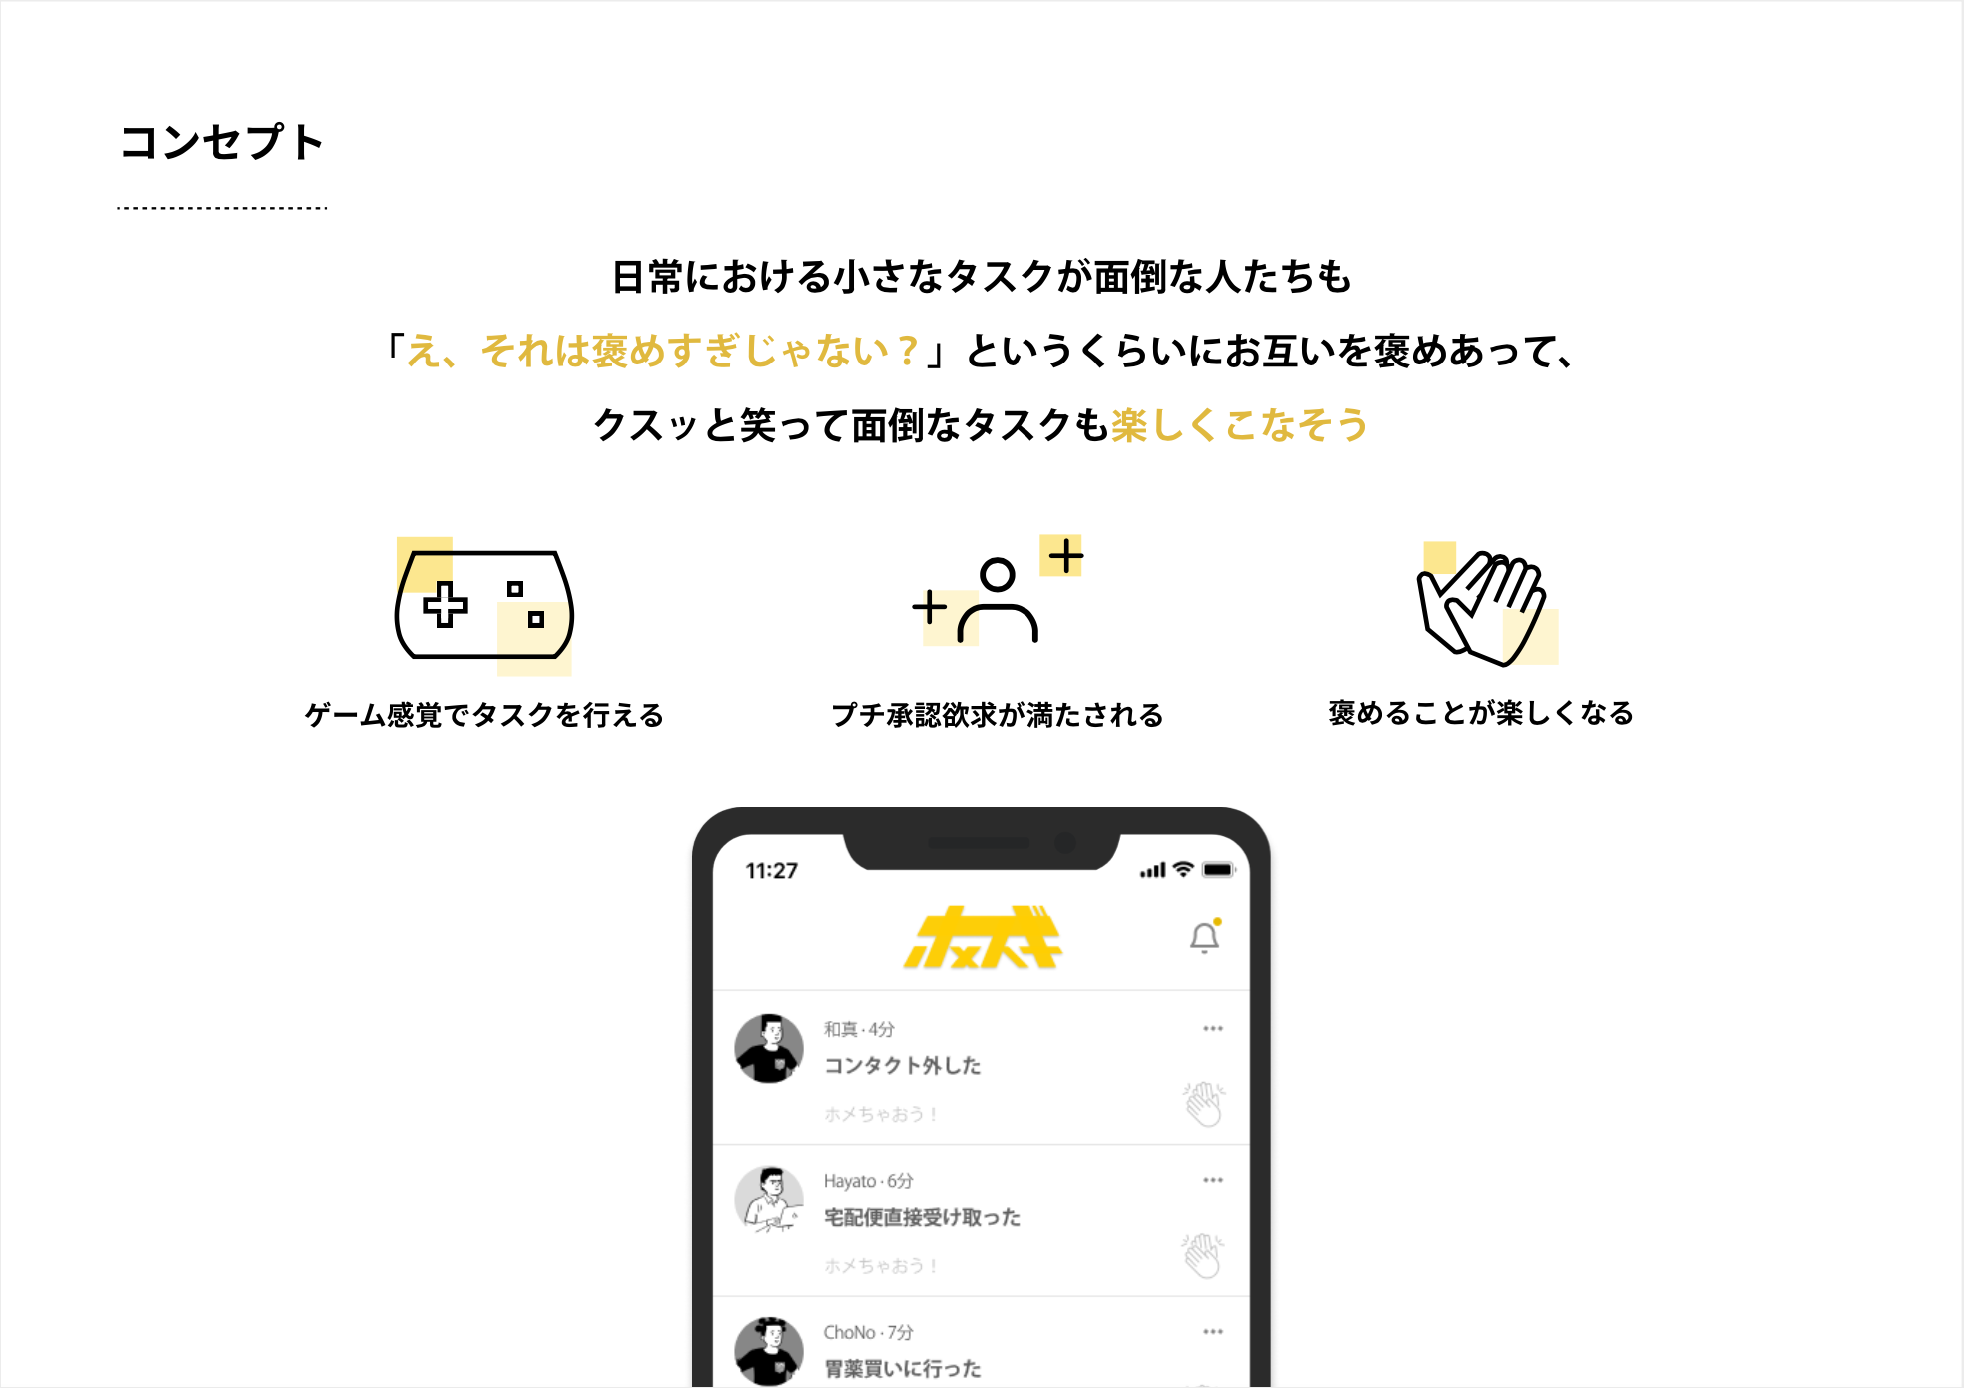 コンセプト
日常における小さなタスクが面倒な人たちも
「え、それは褒めすぎじゃない？」というくらいにお互いを褒めあって、
クスッと笑って面倒なタスクも楽しくこなそう
ゲーム感覚でタスクを行える
プチ承認欲求が満たされる
褒めることが楽しくなる
11:27
ホメスギ
和真・4分
コンタクト外した
ホメちゃおう！
Hayato・6分
宅配便直接受け取った
ホメちゃおう！
ChoNo・7分
胃薬買いに行った